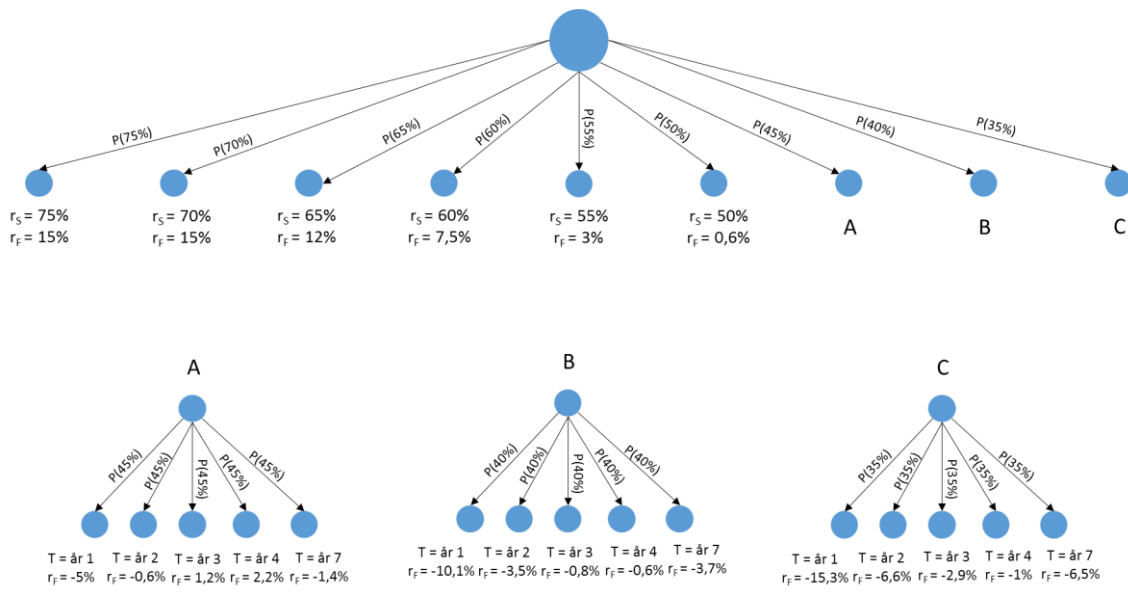 P(75%)
P(70%)
P(65%)
P(60%)
P(55%)
P(50%)
P(45%)
P(40%)
P(35%)
rS = 75%
rF = 15%
rS = 70%
rF = 15%
rS = 65%
rF = 12%
rS = 60%
rF = 7,5%
rS = 55%
rF = 3%
rS = 50%
rF = 0,6%
A
B
C
A
P(45%)
P(45%)
P(45%)
P(45%)
P(45%)
T = år 1
rF = -5%
T = år 2
rF = -0,6%
T = år 3
rF = 1,2%
T = år 4
rF = 2,2%
T = år 7
rF = -1,4%
B
P(40%)
P(40%)
P(40%)
P(40%)
P(40%)
T = år 1
rF = -10,1%
T = år 2
rF = -3,5%
T = år 3
rF = -0,8%
T = år 4
rF = -0,6%
T = år 7
rF = -3,7%
C
P(35%)
P(35%)
P(35%)
P(35%)
P(35%)
T = år 1
rF = -15,3%
T = år 2
rF = -6,6%
T = år 3
rF = -2,9%
T = år 4
rF = -1%
T = år 7
rF = -6,5%